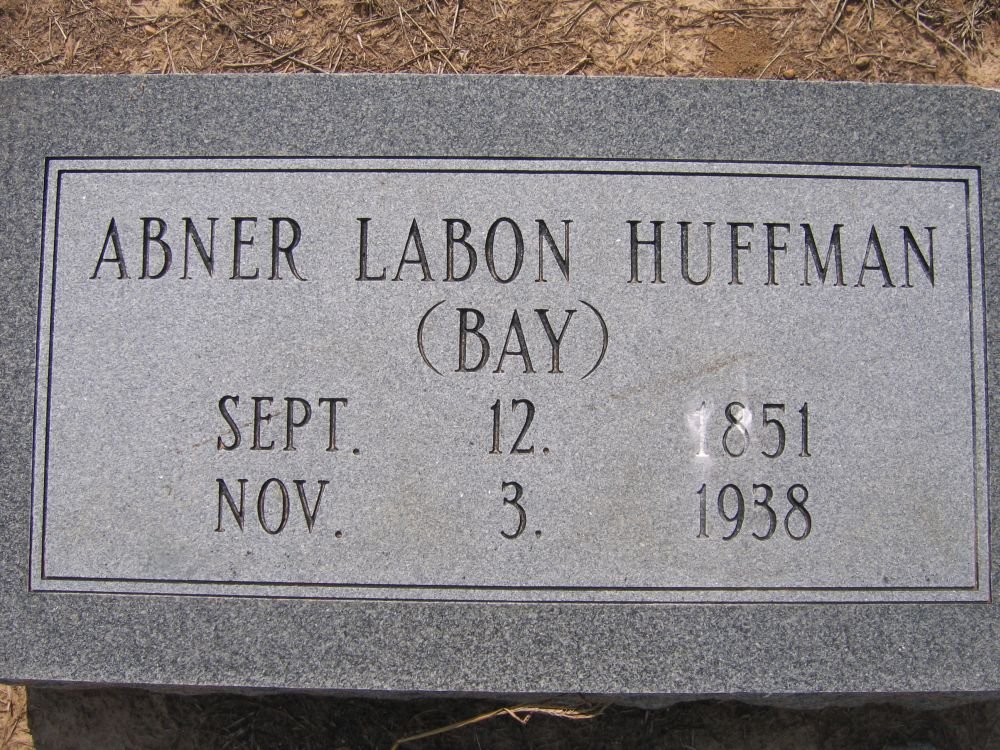 ABNER LABON HUFFMAN
(BAY)
SEPT. 12. 1851
NOV. 3. 1938